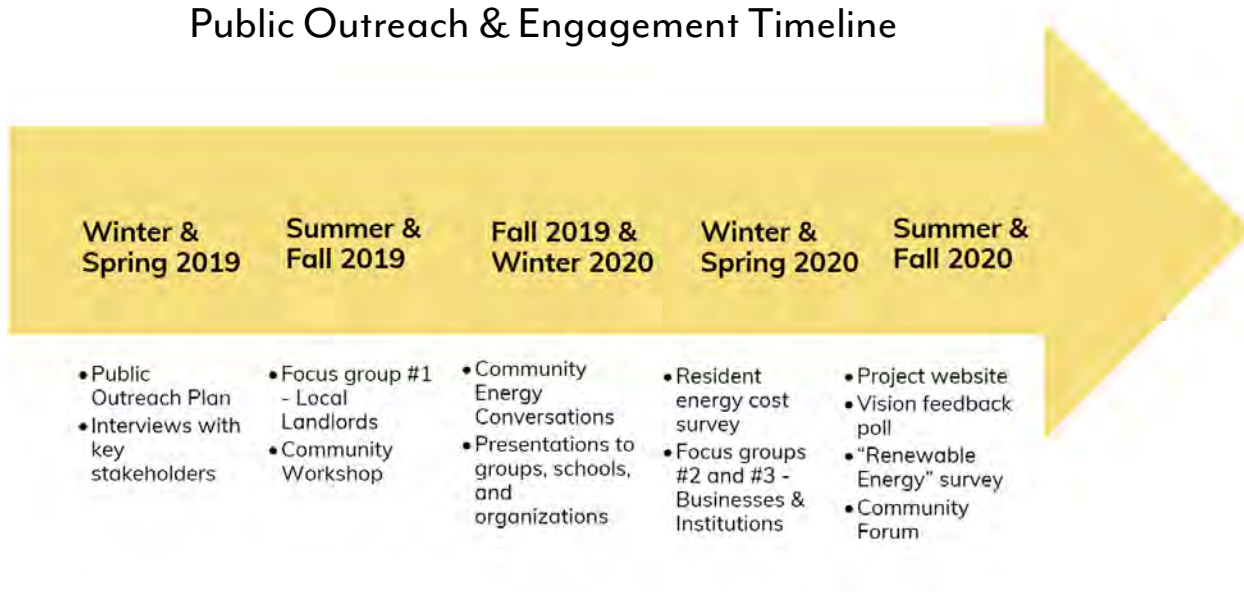 Public Outreach & Engagement Timeline
Winter &
Spring 2019
Summer &
Fall 2019
Fall 2019 &
Winter 2020
Winter &
Spring 2020
Summer &
Fall 2020
•Public
Outreach Plan
•Interviews with
key
stakeholders
•Focus group #1
- Local
Landlords
•Community
Workshop
•Community
Energy
Conversations
•Presentations to
groups, schools,
and
organizations
•Resident
energy cost
survey
•Focus groups
#2 and #3 -
Businesses &
Institutions
•Project website
•Vision feedback
poll
•"Renewable
Energy" survey
•Community
Forum